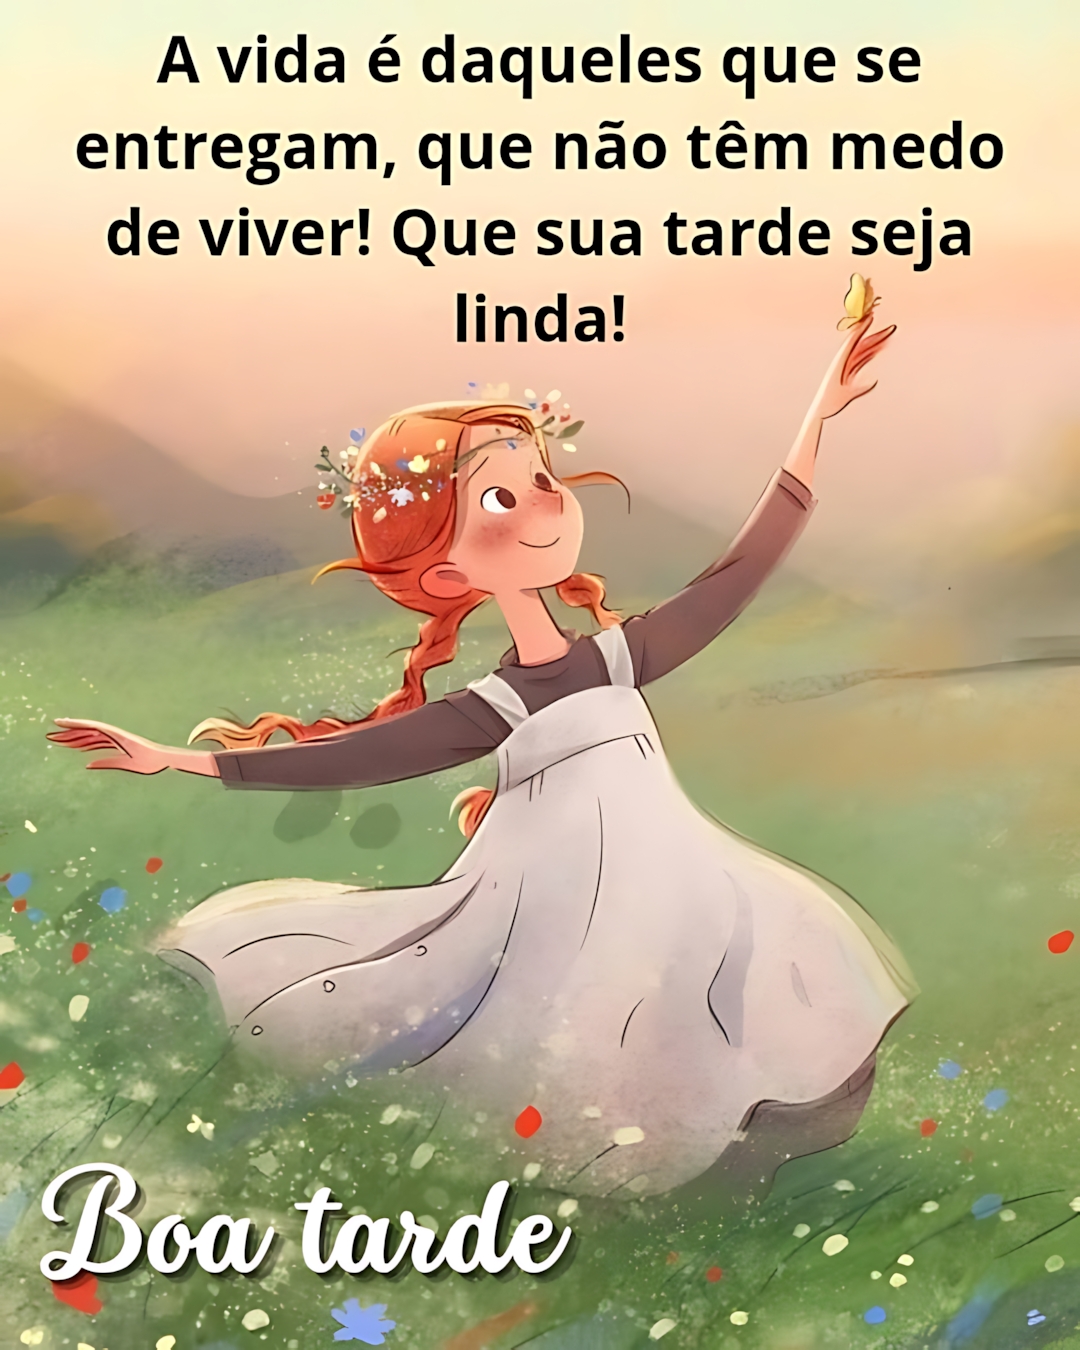 A vida é daqueles que se
entregam, que não têm medo
de viver! Que sua tarde seja
linda!
Boa tarde